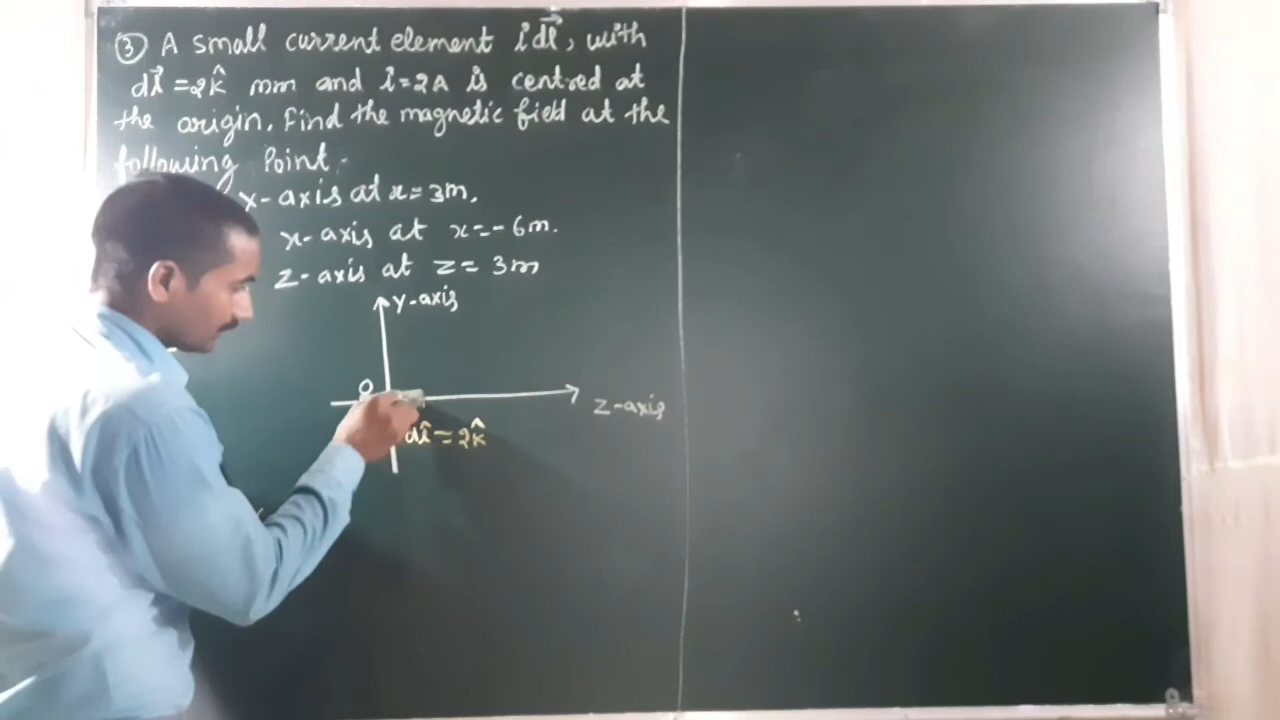 ③ A small current element i dl⃗, with
dl⃗ = 2k̂ mm and i=2A is centred at
the origin. Find the magnetic field at the
following Point.
x-axis at x=3m.
x-axis at x=-6m.
z-axis at z= 3m
y-axis
O
z-axis
dl̂=2k̂